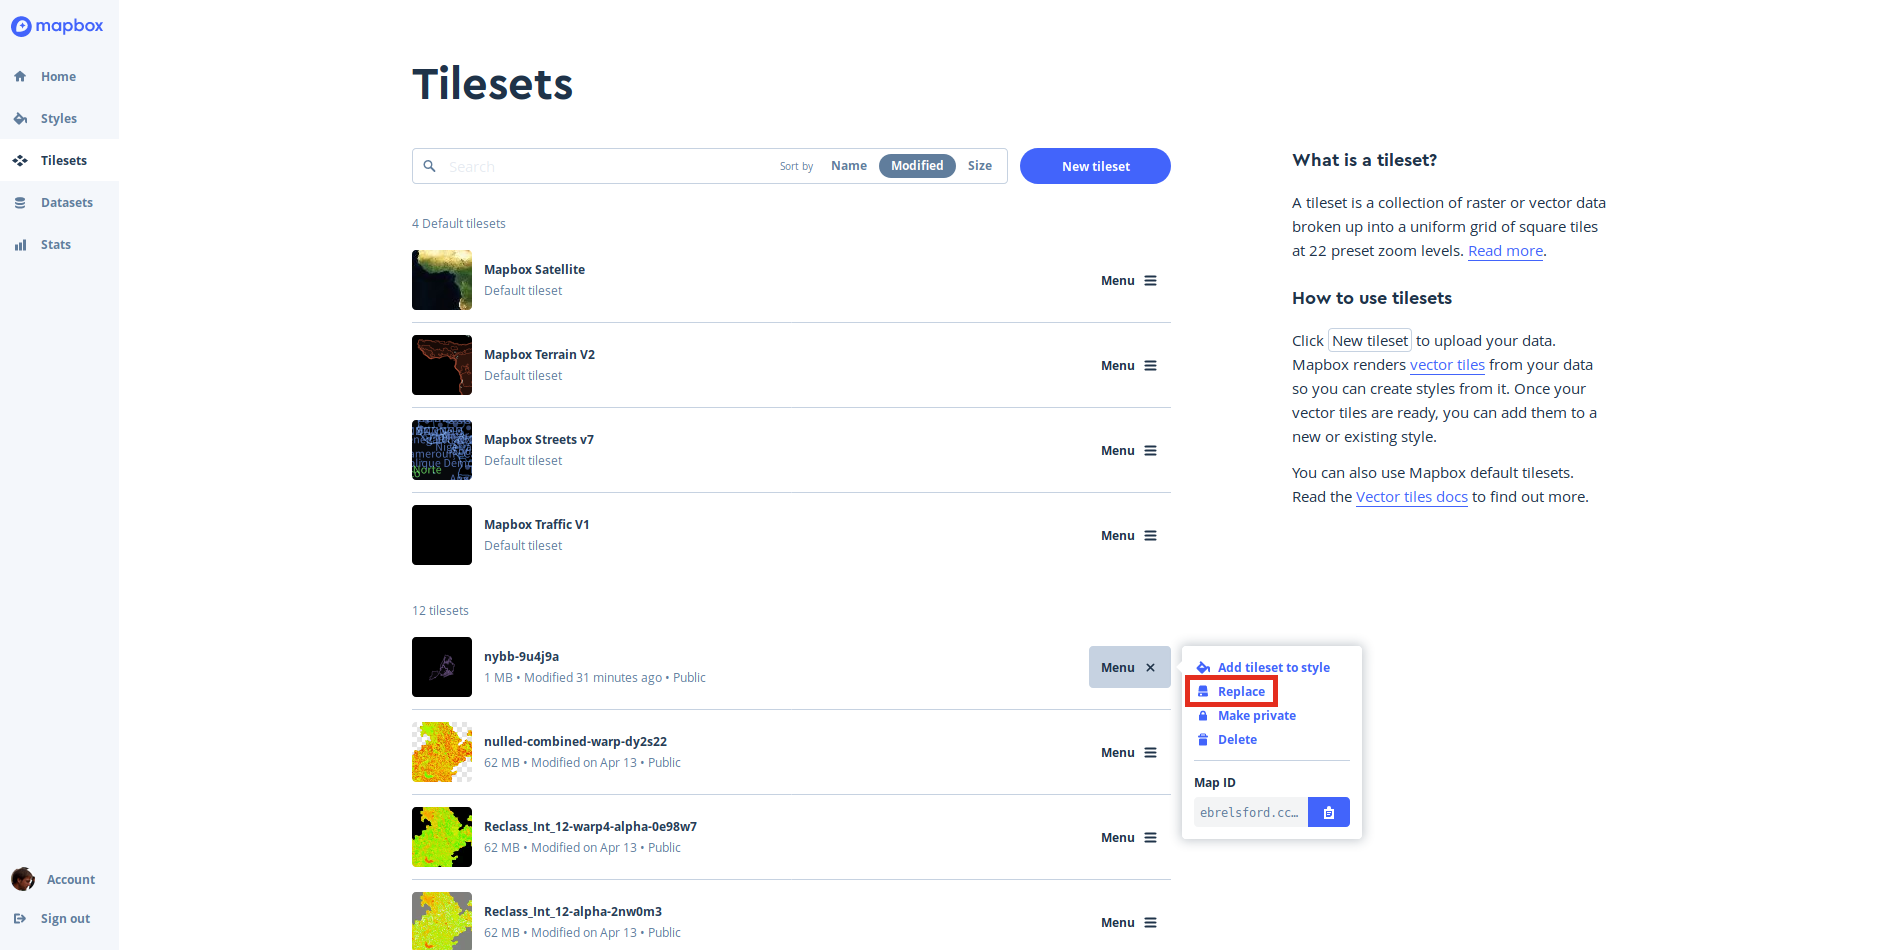 mapbox
Home
Styles
Tilesets
Datasets
Stats
Account
Sign out
Tilesets
Search
Sort by Name Modified Size
New tileset
4 Default tilesets
Mapbox Satellite
Default tileset
Menu
Mapbox Terrain V2
Default tileset
Menu
Mapbox Streets v7
Default tileset
Menu
Norte
Mapbox Traffic V1
Default tileset
Menu
12 tilesets
nybb-9u4j9a
1 MB • Modified 31 minutes ago • Public
Menu
Add tileset to style
Replace
Make private
Delete
Map ID
ebrelsford.cc…
nulled-combined-warp-dy2s22
62 MB • Modified on Apr 13 • Public
Menu
Reclass_Int_12-warp4-alpha-0e98w7
62 MB • Modified on Apr 13 • Public
Menu
Reclass_Int_12-alpha-2nw0m3
62 MB • Modified on Apr 13 • Public
Menu
What is a tileset?
A tileset is a collection of raster or vector data
broken up into a uniform grid of square tiles
at 22 preset zoom levels. Read more.
How to use tilesets
Click New tileset to upload your data.
Mapbox renders vector tiles from your data
so you can create styles from it. Once your
vector tiles are ready, you can add them to a
new or existing style.
You can also use Mapbox default tilesets.
Read the Vector tiles docs to find out more.